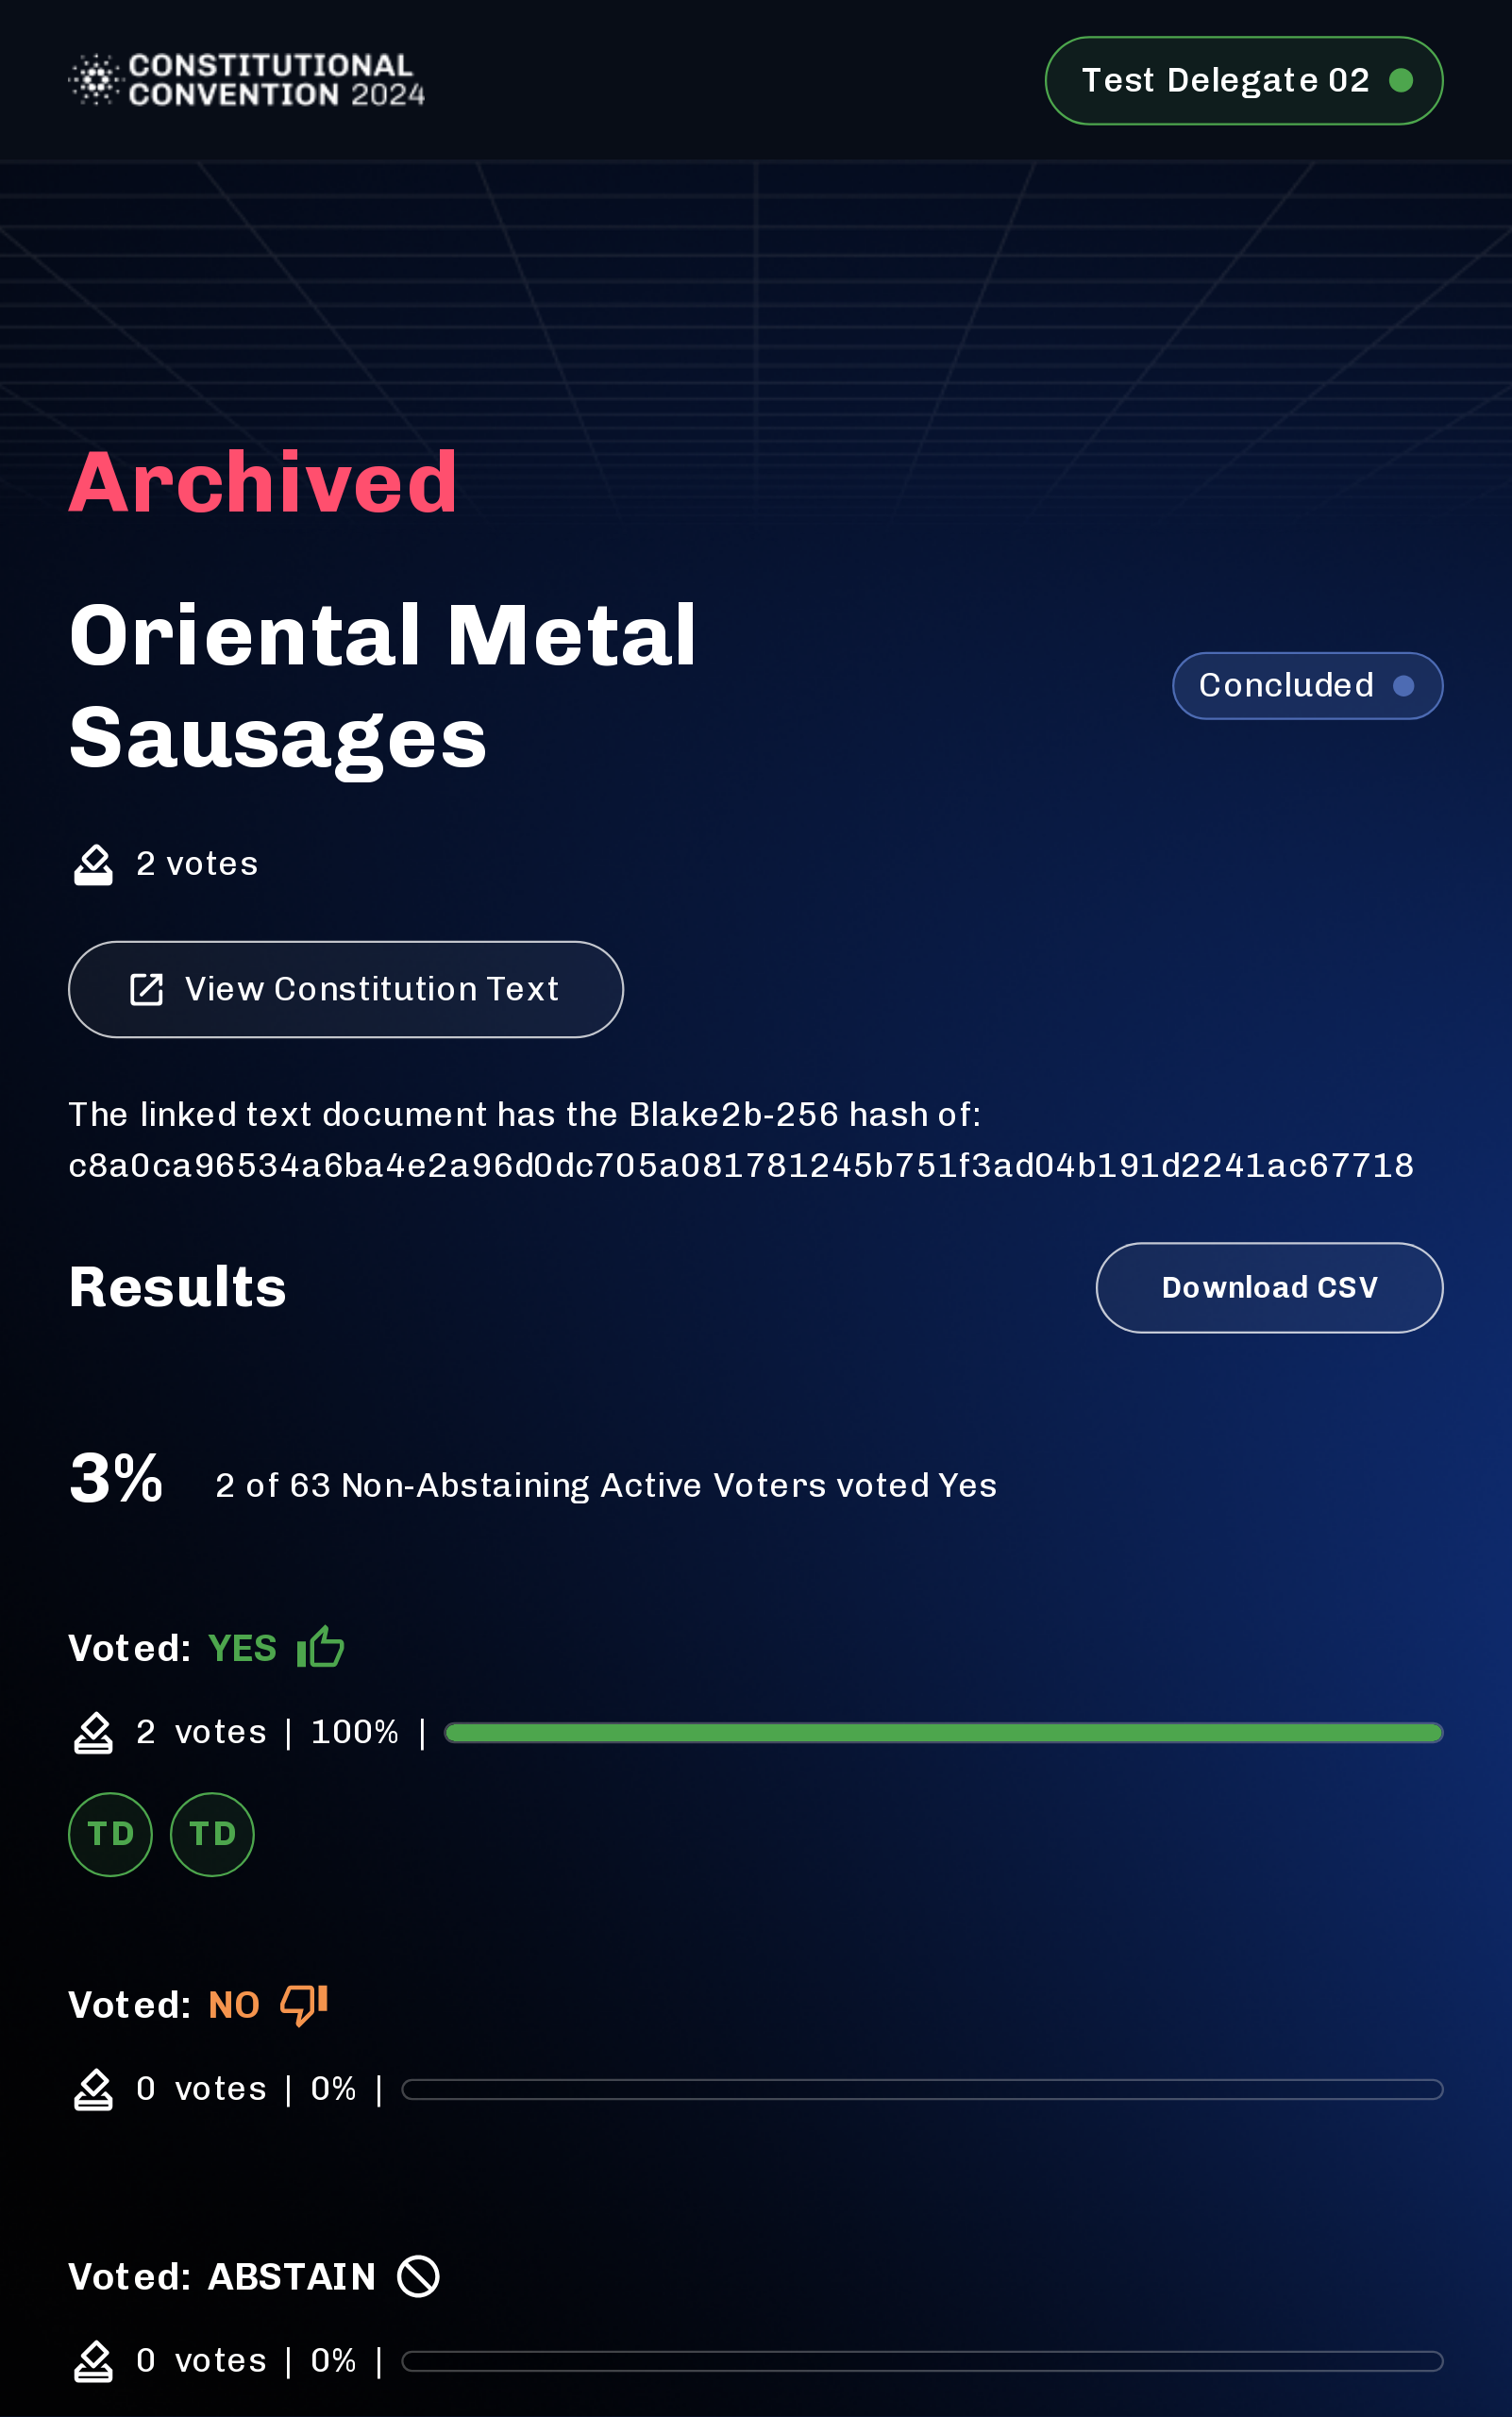 CONSTITUTIONAL
CONVENTION 2024
Test Delegate 02
Archived
Oriental Metal
Sausages
Concluded
2 votes
View Constitution Text
The linked text document has the Blake2b-256 hash of:
c8a0ca96534a6ba4e2a96d0dc705a081781245b751f3ad04b191d2241ac67718
Results
Download CSV
3% 2 of 63 Non-Abstaining Active Voters voted Yes
Voted: YES
2 votes | 100% |
TD TD
Voted: NO
0 votes | 0% |
Voted: ABSTAIN
0 votes | 0% |